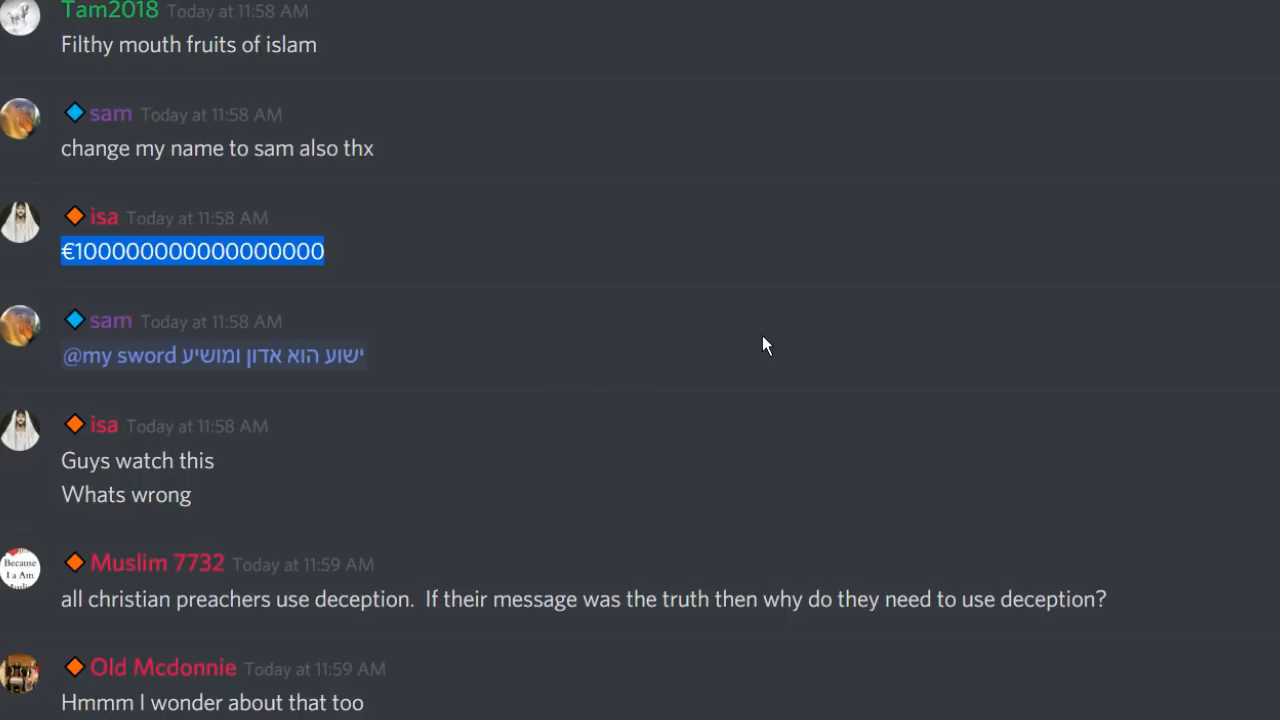 Tam2018 Today at 11:58 AM
Filthy mouth fruits of islam
sam Today at 11:58 AM
change my name to sam also thx
isa Today at 11:58 AM
€100000000000000000
sam Today at 11:58 AM
@my sword ישוע הוא אדון ומושיע
isa Today at 11:58 AM
Guys watch this
Whats wrong
Because
I a Am
Muslim 7732 Today at 11:59 AM
all christian preachers use deception. If their message was the truth then why do they need to use deception?
Old Mcdonnie Today at 11:59 AM
Hmmm I wonder about that too